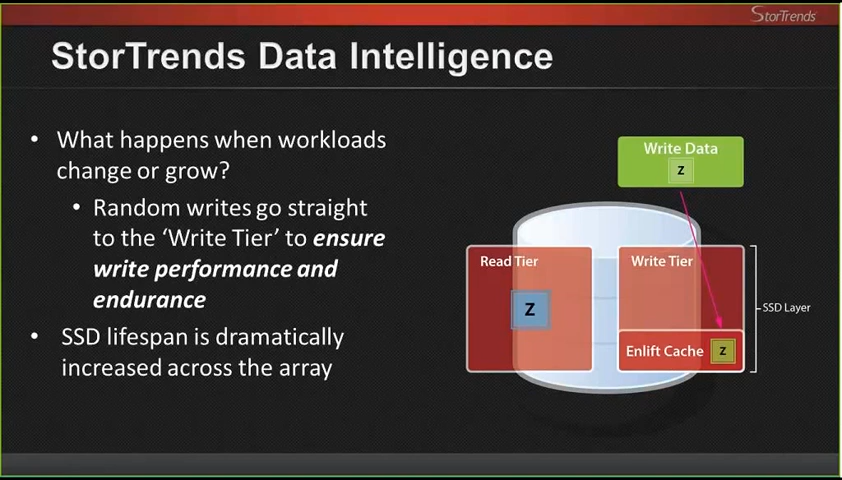 StorTrends
StorTrends Data Intelligence
• What happens when workloads
change or grow?
• Random writes go straight
to the ‘Write Tier’ to ensure
write performance and
endurance
• SSD lifespan is dramatically
increased across the array
Write Data
Z
Read Tier
Write Tier
Z
SSD Layer
Enlift Cache Z